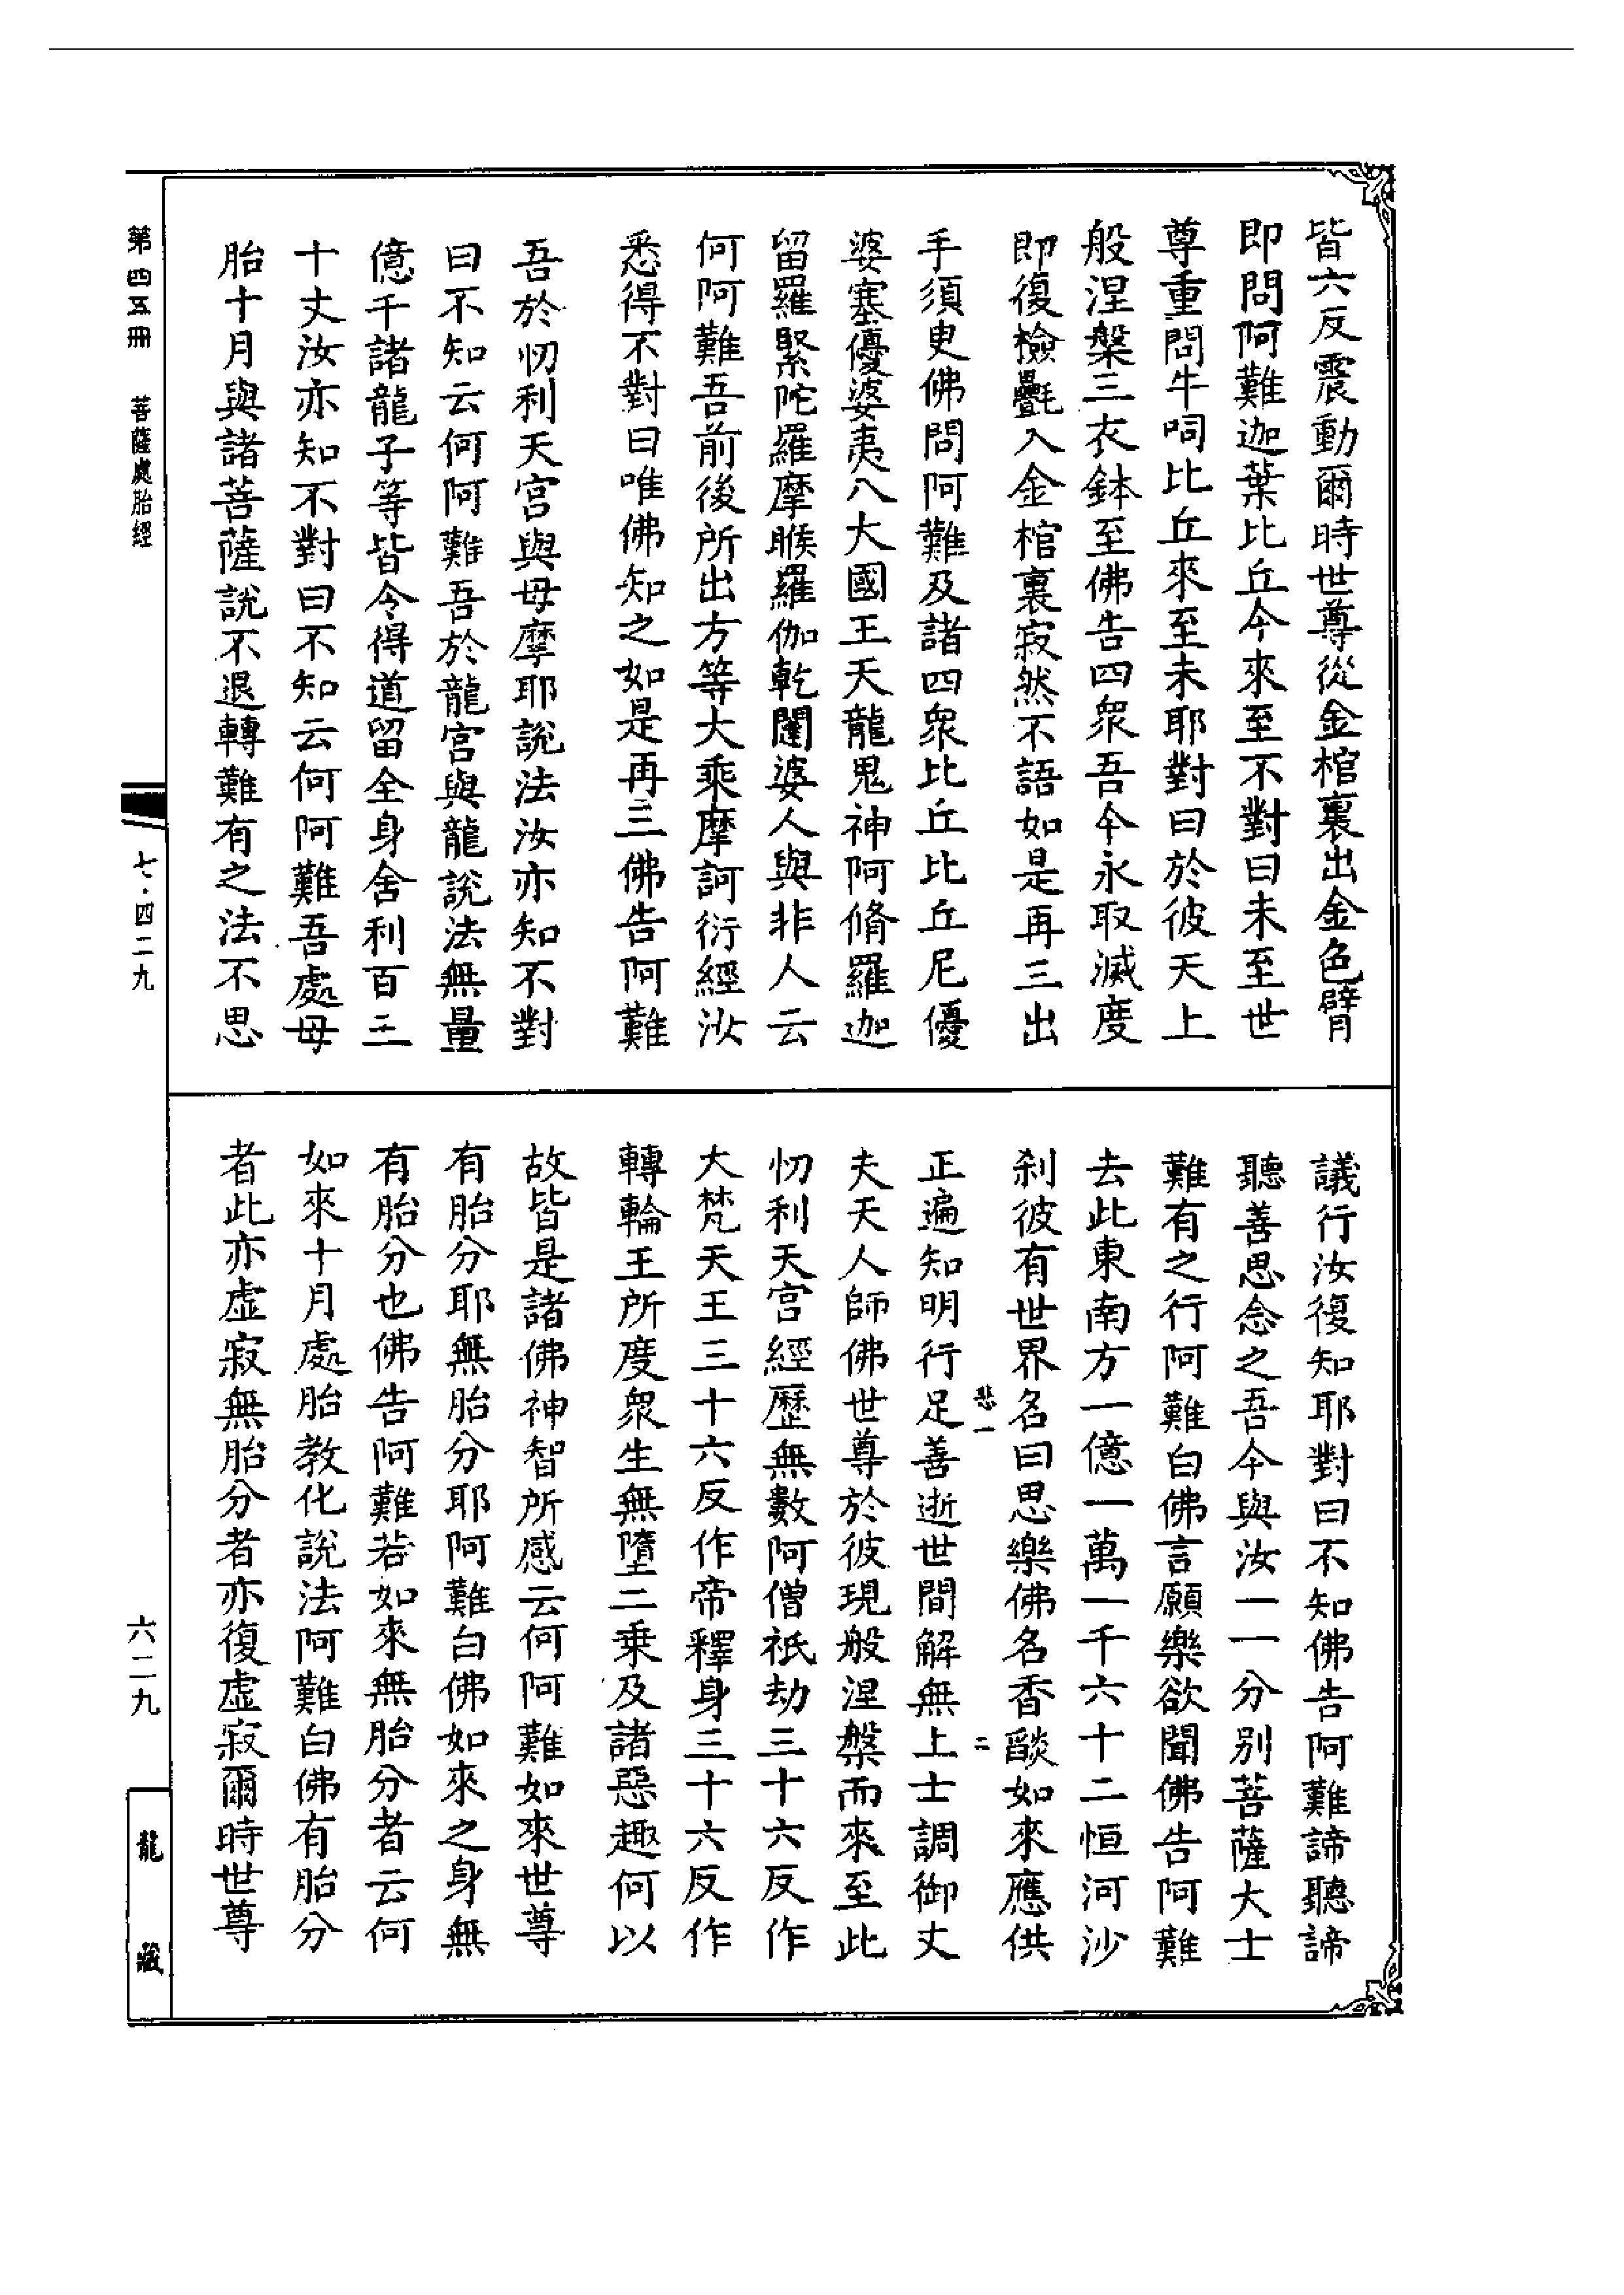 皆六反震動爾時世尊從金棺裏出金色臂
即問阿難迦葉比丘今來至不對曰未至世
尊重問牛呞比丘來至未耶對曰於彼天上
般涅槃三衣鉢至佛告四衆吾今永取滅度
即復檢氎入金棺裏寂然不語如是再三出
手須臾佛問阿難及諸四衆比丘比丘尼優
婆塞優婆夷八大國王天龍鬼神阿脩羅迦
留羅緊陀羅摩睺羅伽乾闥婆人與非人云
何阿難吾前後所出方等大乘摩訶衍經汝
悉得不對曰唯佛知之如是再三佛告阿難
吾於忉利天宮與母摩耶說法汝亦知不對
曰不知云何阿難吾於龍宮與龍說法無量
億千諸龍子等皆令得道留全身舍利百三
十丈汝亦知不對曰不知云何阿難吾處母
胎十月與諸菩薩說不退轉難有之法不思
議行汝復知耶對曰不知佛告阿難諦聽諦
聽善思念之吾今與汝一一分別菩薩大士
難有之行阿難白佛言願樂欲聞佛告阿難
去此東南方一億一萬一千六十二恒河沙
刹彼有世界名曰思樂佛名香燄如來應供
正遍知明行足善逝世間解無上士調御丈
夫天人師佛世尊於彼現般涅槃而來至此
忉利天宮經歷無數阿僧祇劫三十六反作
大梵天王三十六反作帝釋身三十六反作
轉輪王所度衆生無墮二乘及諸惡趣何以
故皆是諸佛神智所感云何阿難如來世尊
有胎分耶無胎分耶阿難白佛如來之身無
有胎分也佛告阿難若如來無胎分者云何
如來十月處胎教化說法阿難白佛有胎分
者此亦虛寂無胎分者亦復虛寂爾時世尊
悲一
二
第四五冊 菩薩處胎經
七·四二九
六二九
龍藏